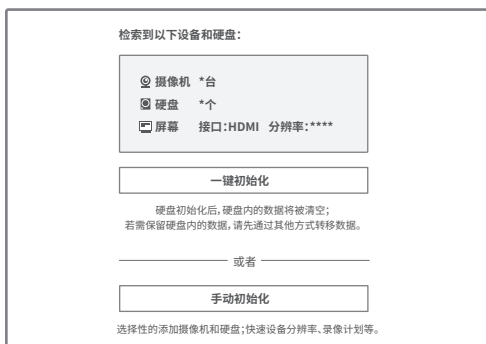 检索到以下设备和硬盘：
摄像机 *台
硬盘 *个
屏幕 接口：HDMI 分辨率：****
一键初始化
硬盘初始化后，硬盘内的数据将被清空；
若需保留硬盘内的数据，请先通过其他方式转移数据。
或者
手动初始化
选择性的添加摄像机和硬盘；快速设备分辨率、录像计划等。